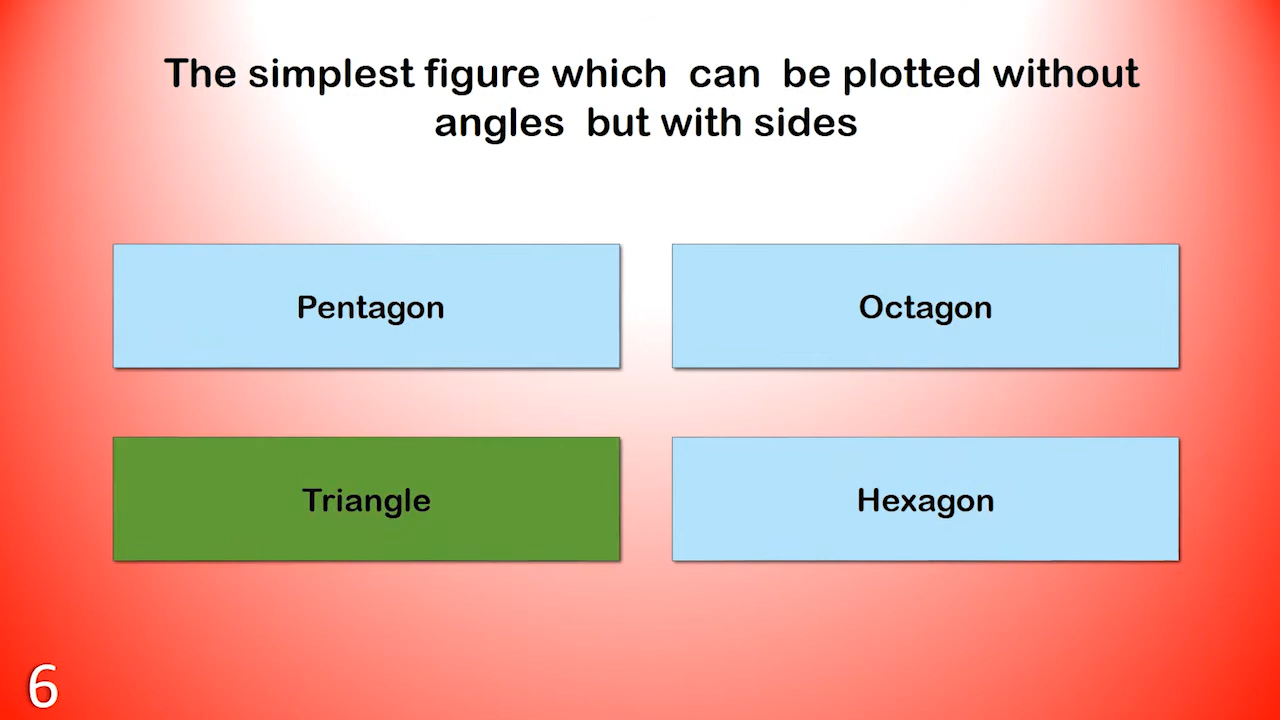 The simplest figure which can be plotted without
angles but with sides
Pentagon
Octagon
Triangle
Hexagon
6